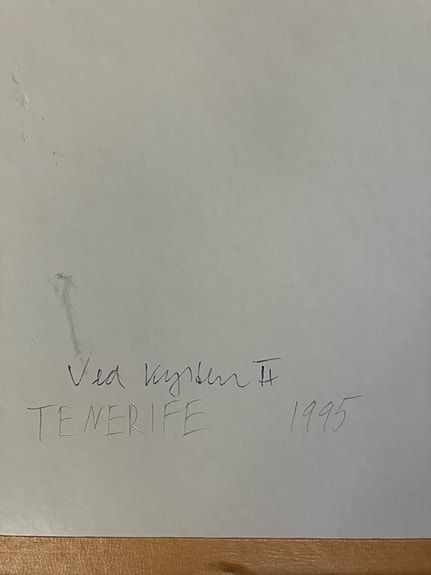 Ved Kysten II
TENERIFE 1995